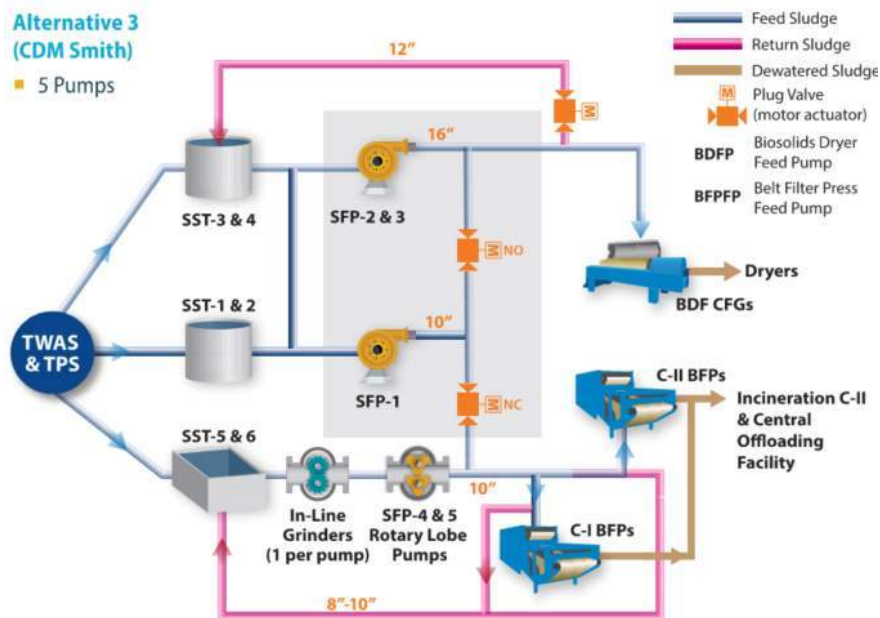 Alternative 3
(CDM Smith)
5 Pumps
Feed Sludge
Return Sludge
Dewatered Sludge
M
Plug Valve
(motor actuator)
BDFP
Biosolids Dryer
Feed Pump
BFPFP
Belt Filter Press
Feed Pump
12"
M
16"
SST-3 & 4
SFP-2 & 3
M NO
Dryers
BDF CFGs
SST-1 & 2
10"
TWAS
& TPS
SFP-1
M NC
C-II BFPs
Incineration C-II
& Central
Offloading
Facility
SST-5 & 6
10"
In-Line
Grinders
(1 per pump)
SFP-4 & 5
Rotary Lobe
Pumps
C-I BFPs
8"-10"